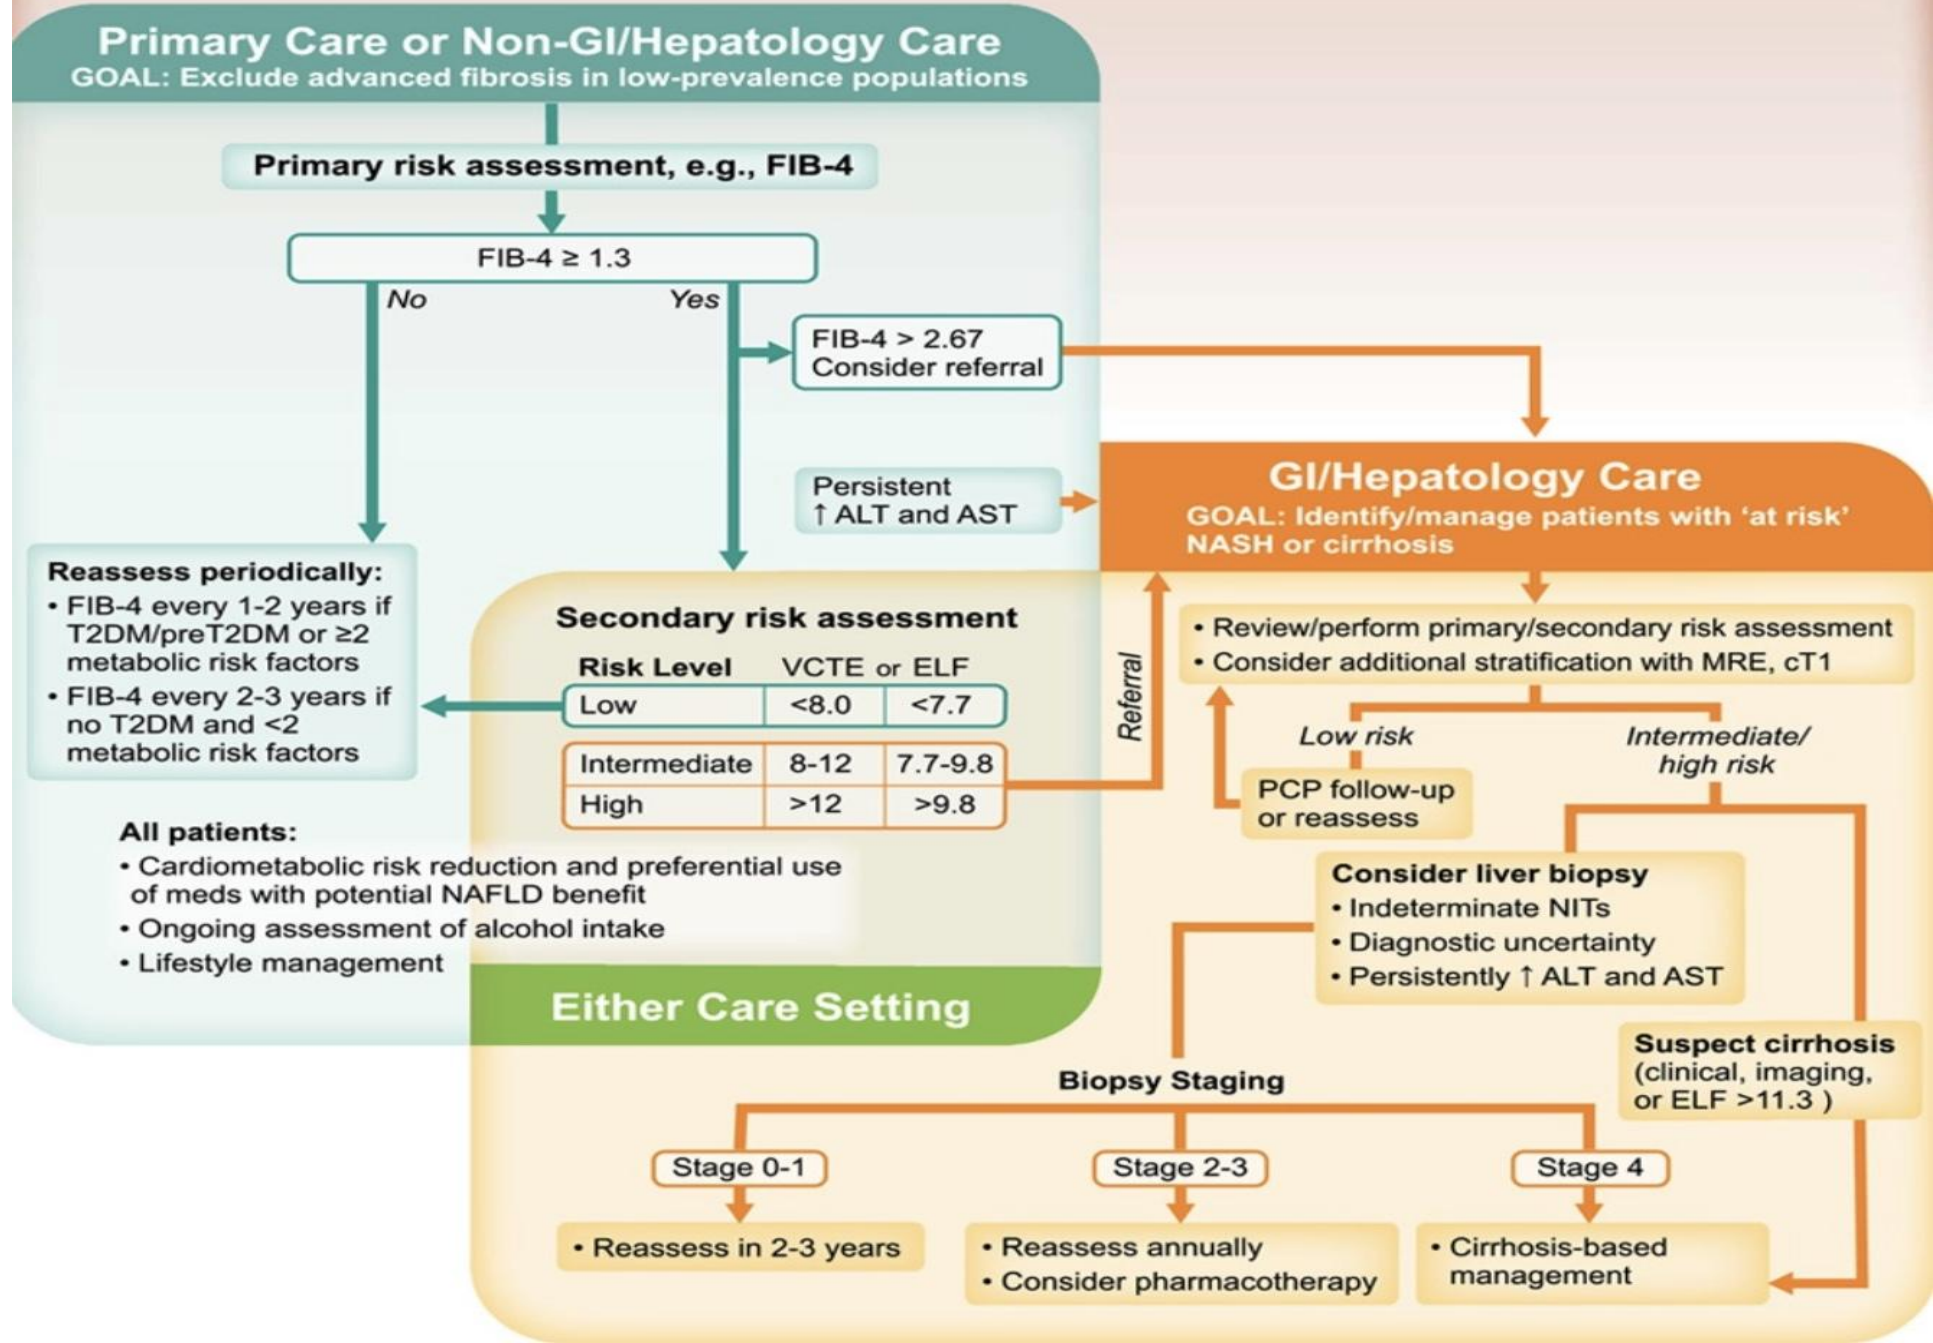 Primary Care or Non-GI/Hepatology Care
GOAL: Exclude advanced fibrosis in low-prevalence populations
Primary risk assessment, e.g., FIB-4
FIB-4 ≥ 1.3
No
Yes
FIB-4 > 2.67
Consider referral
Persistent
↑ ALT and AST
GI/Hepatology Care
GOAL: Identify/manage patients with ‘at risk’
NASH or cirrhosis
Reassess periodically:
• FIB-4 every 1-2 years if
T2DM/preT2DM or ≥2
metabolic risk factors
• FIB-4 every 2-3 years if
no T2DM and <2
metabolic risk factors
Secondary risk assessment
Risk Level VCTE or ELF
Low <8.0 <7.7
Intermediate 8-12 7.7-9.8
High >12 >9.8
Referral
• Review/perform primary/secondary risk assessment
• Consider additional stratification with MRE, cT1
Low risk
Intermediate/
high risk
PCP follow-up
or reassess
All patients:
• Cardiometabolic risk reduction and preferential use
of meds with potential NAFLD benefit
• Ongoing assessment of alcohol intake
• Lifestyle management
Either Care Setting
Consider liver biopsy
• Indeterminate NITs
• Diagnostic uncertainty
• Persistently ↑ ALT and AST
Suspect cirrhosis
(clinical, imaging,
or ELF >11.3 )
Biopsy Staging
Stage 0-1
Stage 2-3
Stage 4
• Reassess in 2-3 years
• Reassess annually
• Consider pharmacotherapy
• Cirrhosis-based
management